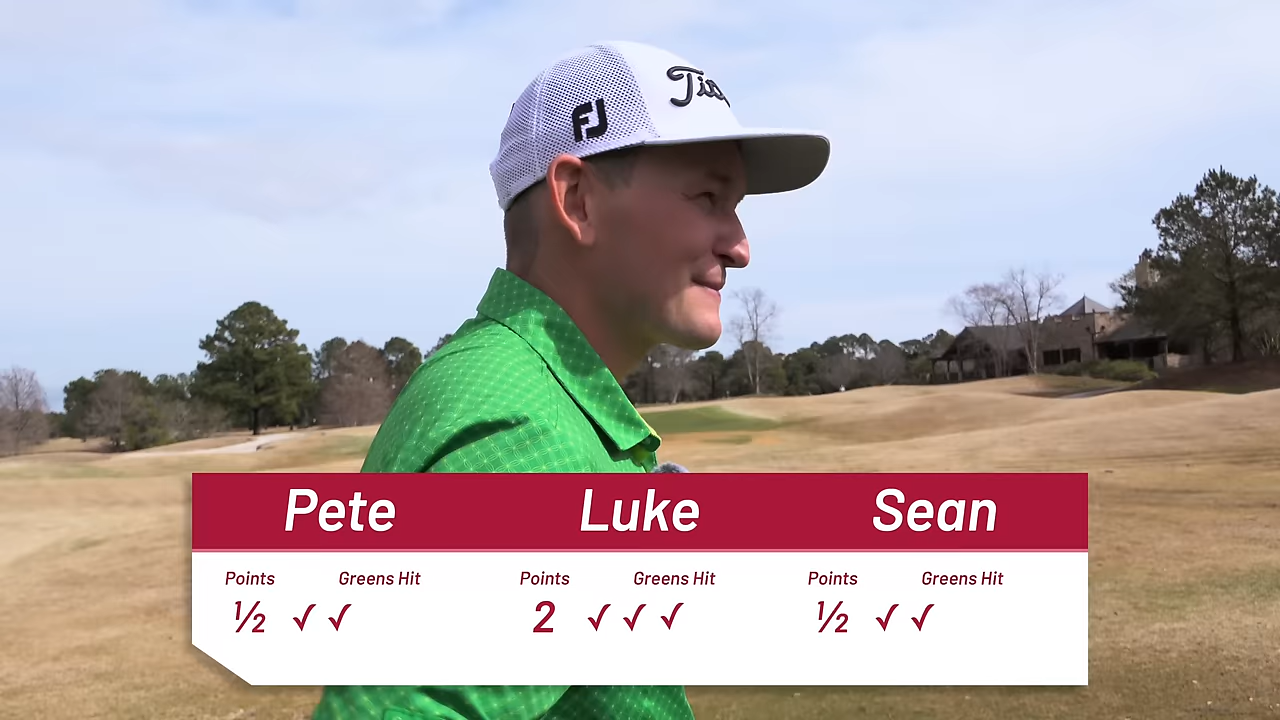 FJ
Pete Luke Sean
Points Greens Hit Points Greens Hit Points Greens Hit
½ ✓ ✓ 2 ✓ ✓ ✓ ½ ✓ ✓